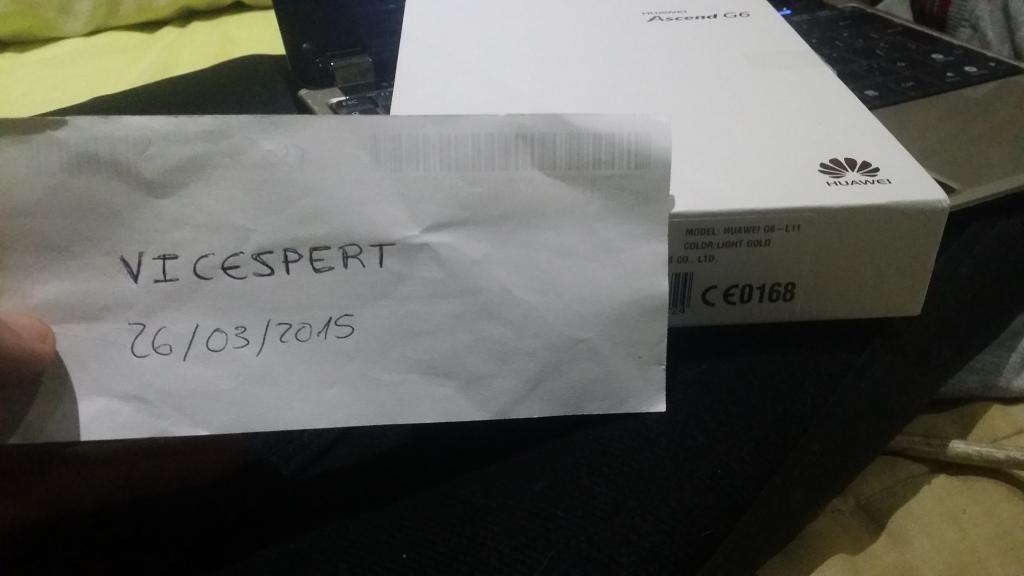 HUAWEI
Ascend G6
HUAWEI
MODEL: HUAWEI G6-L11
COLOR:LIGHT GOLD
CO., LTD.
CE0168
VICESPERT
26/03/2015